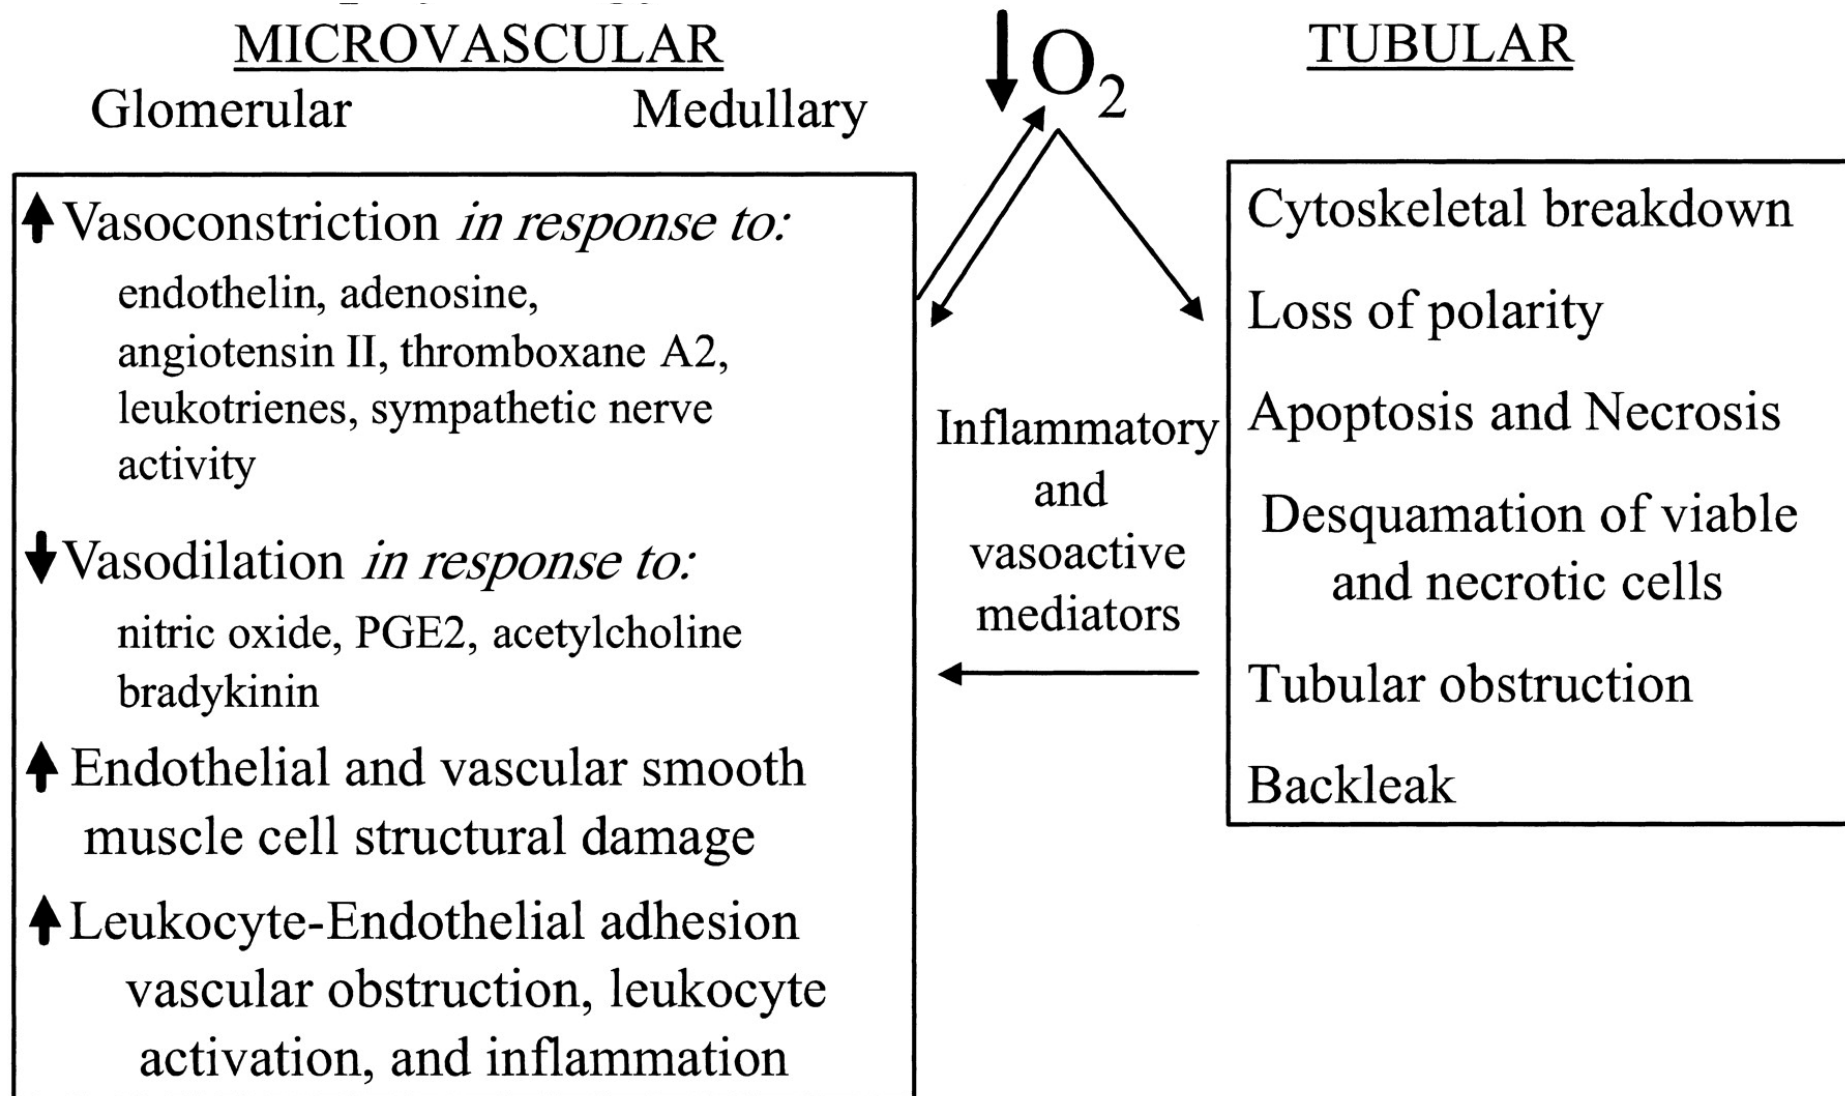 MICROVASCULAR
Glomerular Medullary
↓ O2
TUBULAR
↑ Vasoconstriction in response to:
endothelin, adenosine,
angiotensin II, thromboxane A2,
leukotrienes, sympathetic nerve
activity
↓ Vasodilation in response to:
nitric oxide, PGE2, acetylcholine
bradykinin
↑ Endothelial and vascular smooth
muscle cell structural damage
↑ Leukocyte-Endothelial adhesion
vascular obstruction, leukocyte
activation, and inflammation
Inflammatory
and
vasoactive
mediators
Cytoskeletal breakdown
Loss of polarity
Apoptosis and Necrosis
Desquamation of viable
and necrotic cells
Tubular obstruction
Backleak